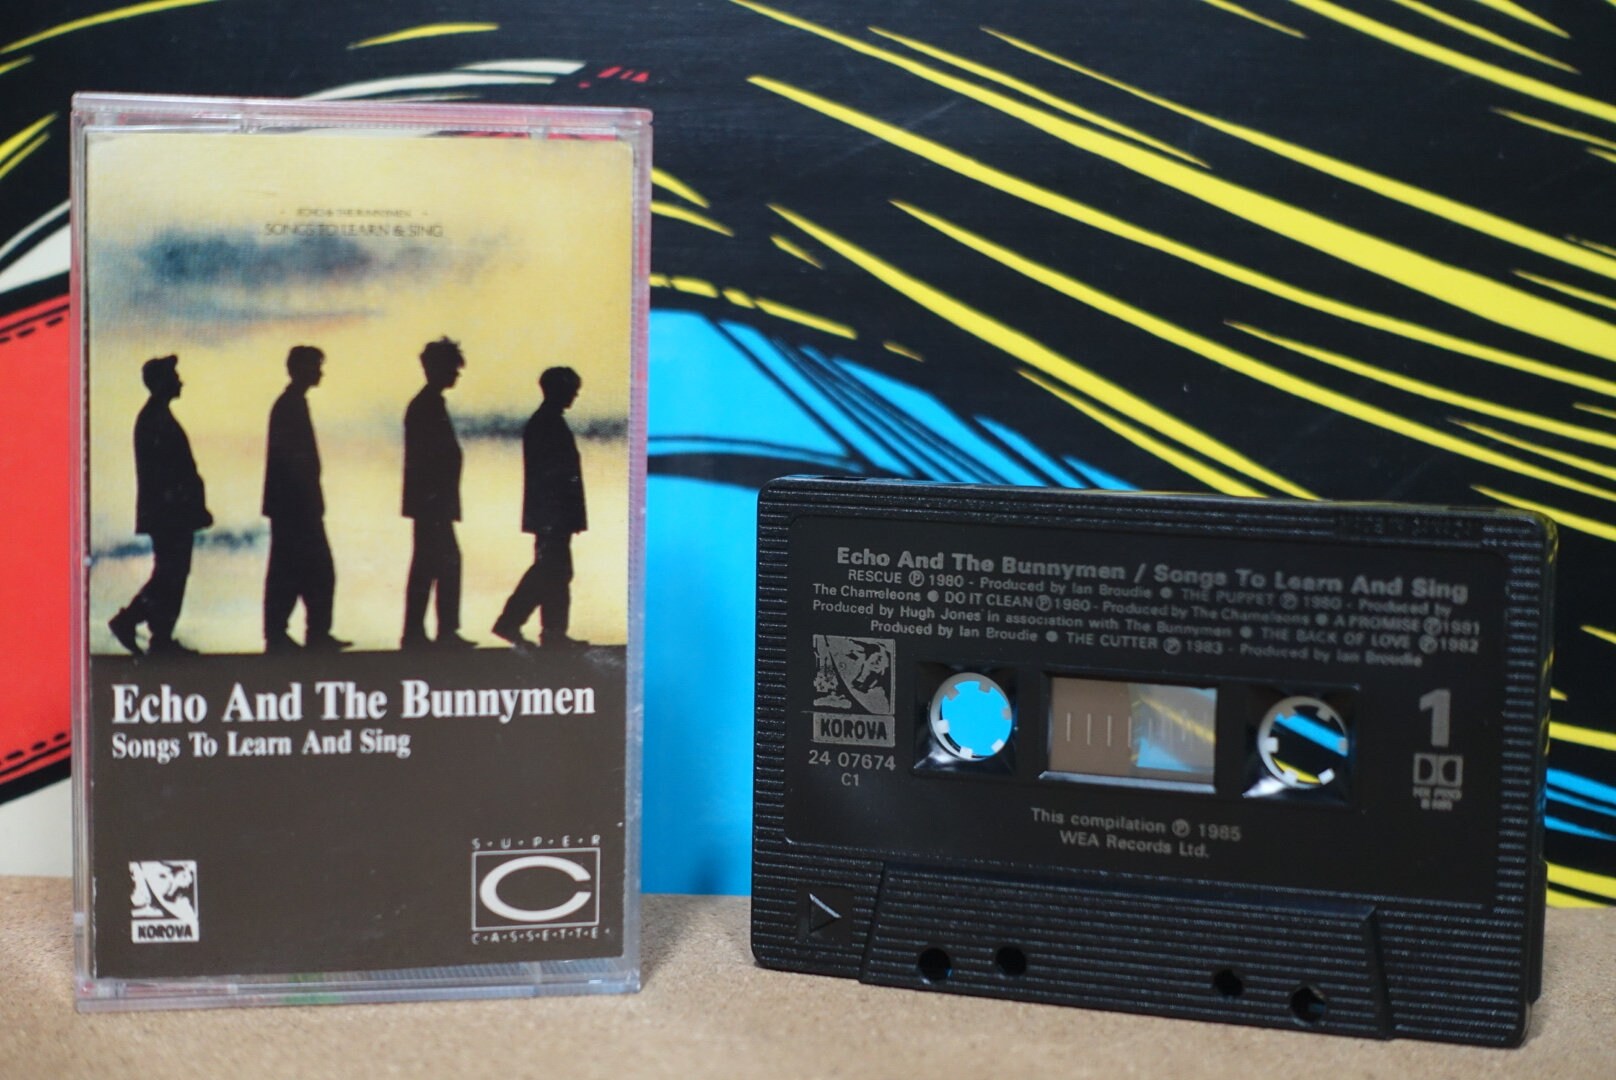 ECHO & THE BUNNYMEN
SONGS TO LEARN & SING
Echo And The Bunnymen
Songs To Learn And Sing
KOROVA
S·U·P·E·R
C
C·A·S·S·E·T·T·E
Echo And The Bunnymen / Songs To Learn And Sing
RESCUE Ⓟ 1980 - Produced by Ian Broudie ● THE PUPPET Ⓟ 1980 - Produced by
The Chameleons ● DO IT CLEAN Ⓟ 1980 - Produced by The Chameleons ● A PROMISE Ⓟ 1981
Produced by Hugh Jones in association with The Bunnymen ● THE BACK OF LOVE Ⓟ 1982
Produced by Ian Broudie ● THE CUTTER Ⓟ 1983 - Produced by Ian Broudie
KOROVA
24 07674
C1
1
This compilation Ⓟ 1985
WEA Records Ltd.